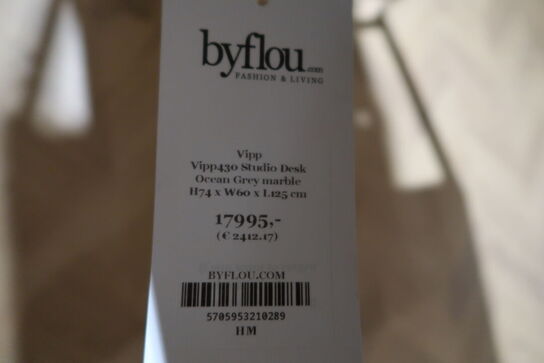 byflou.com
FASHION & LIVING
Vipp
Vipp430 Studio Desk
Ocean Grey marble
H74 x W60 x L125 cm
17995,-
(€ 2412.17)
BYFLOU.COM
5705953210289
HM